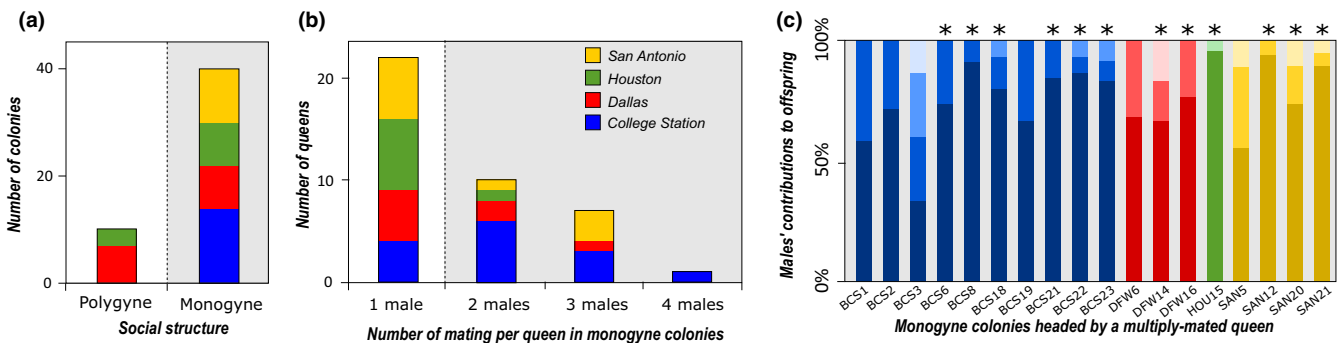 (a)
Number of colonies
40
20
0
Polygyne
Monogyne
Social structure
(b)
Number of queens
20
10
0
San Antonio
Houston
Dallas
College Station
1 male
2 males
3 males
4 males
Number of mating per queen in monogyne colonies
(c)
Males' contributions to offspring
100%
50%
0%
* * * * * * * * * * * *
BCS1
BCS2
BCS3
BCS6
BCS8
BCS18
BCS19
BCS21
BCS22
BCS23
DFW6
DFW14
DFW16
HOU15
SAN5
SAN12
SAN20
SAN21
Monogyne colonies headed by a multiply-mated queen